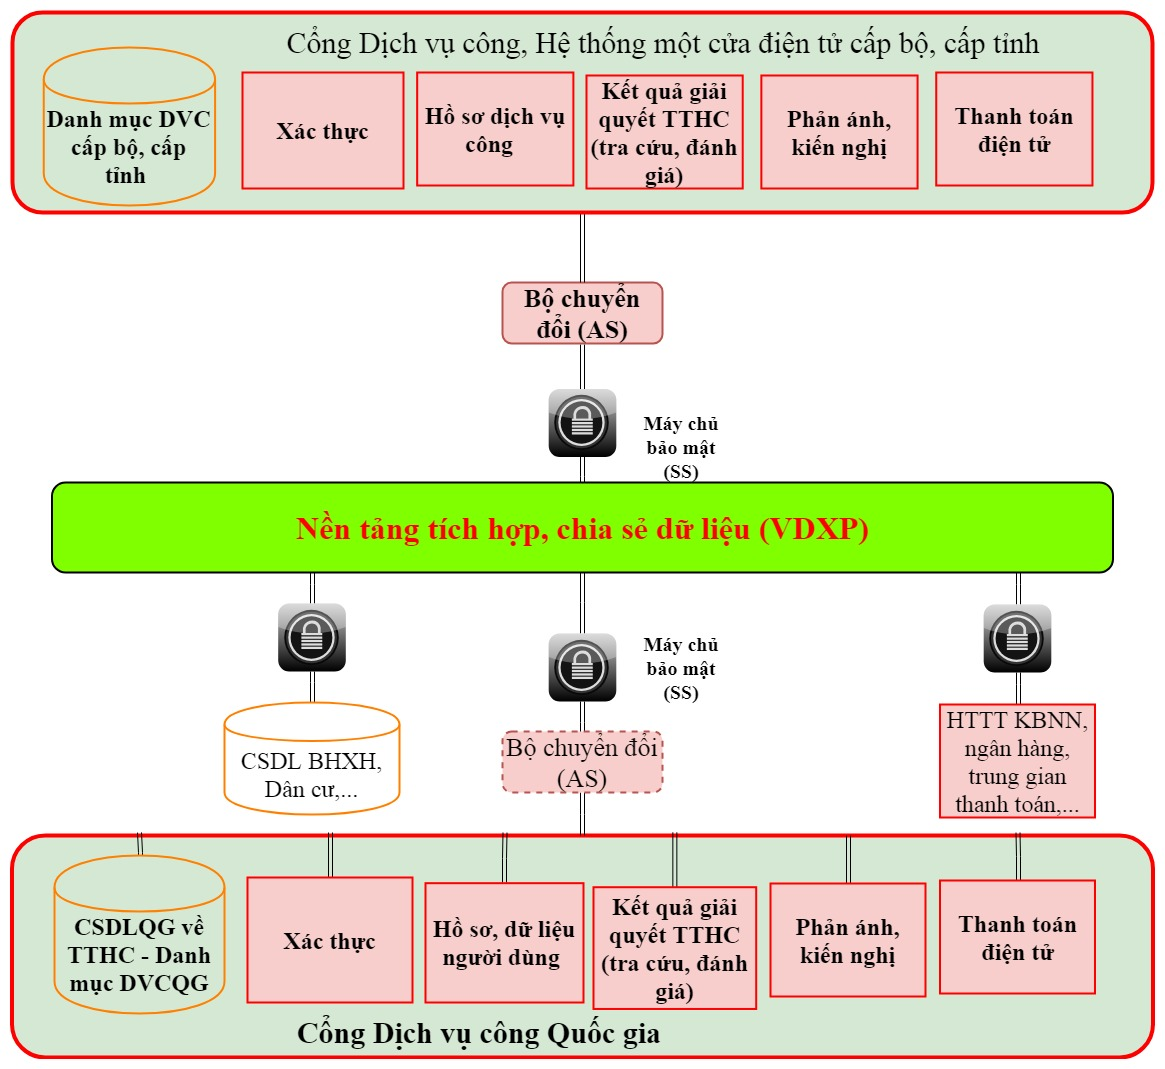 Cổng Dịch vụ công, Hệ thống một cửa điện tử cấp bộ, cấp tỉnh
Danh mục DVC
cấp bộ, cấp
tỉnh
Xác thực
Hồ sơ dịch vụ
công
Kết quả giải
quyết TTHC
(tra cứu, đánh
giá)
Phản ánh,
kiến nghị
Thanh toán
điện tử
Bộ chuyển
đổi (AS)
Máy chủ
bảo mật
(SS)
Nền tảng tích hợp, chia sẻ dữ liệu (VDXP)
Máy chủ
bảo mật
(SS)
CSDL BHXH,
Dân cư,...
Bộ chuyển đổi
(AS)
HTTT KBNN,
ngân hàng,
trung gian
thanh toán,...
CSDLQG về
TTHC - Danh
mục DVCQG
Xác thực
Hồ sơ, dữ liệu
người dùng
Kết quả giải
quyết TTHC
(tra cứu, đánh
giá)
Phản ánh,
kiến nghị
Thanh toán
điện tử
Cổng Dịch vụ công Quốc gia